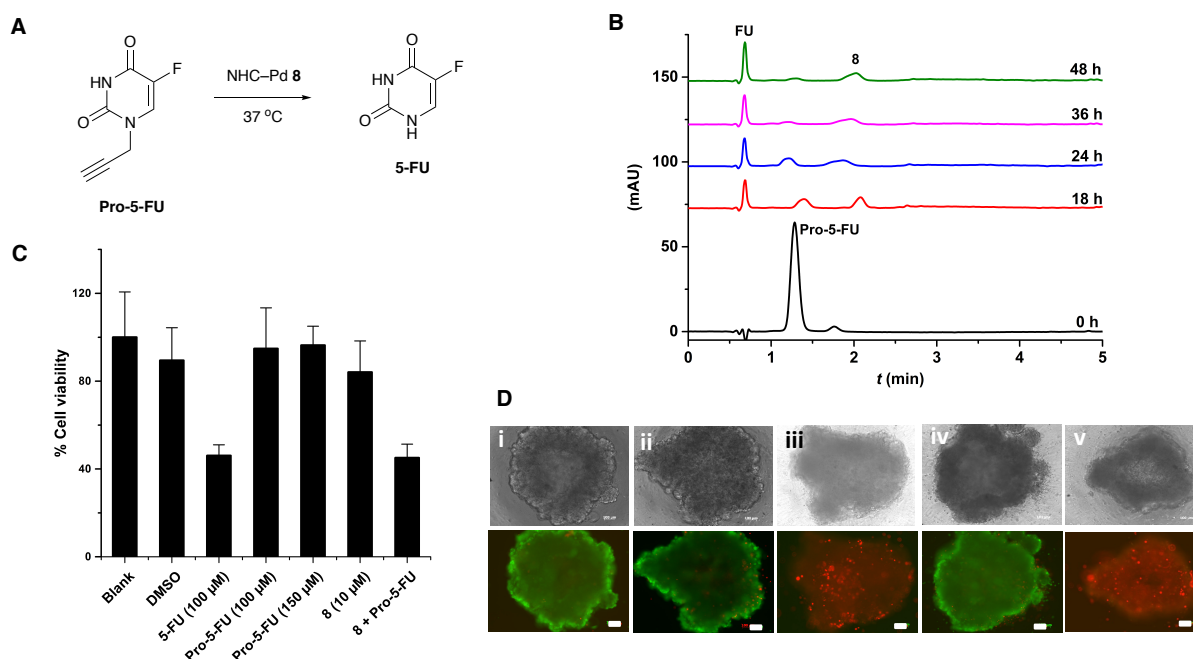 A
O
HN
F
O
N
Pro-5-FU
NHC–Pd 8
37 °C
O
HN
F
O
N
H
5-FU
B
FU
8
48 h
36 h
24 h
18 h
Pro-5-FU
0 h
150
100
50
0
(mAU)
0 1 2 3 4 5
t (min)
C
120
80
40
0
% Cell viability
Blank
DMSO
5-FU (100 µM)
Pro-5-FU (100 µM)
Pro-5-FU (150 µM)
8 (10 µM)
8 + Pro-5-FU
D
i
ii
iii
iv
v